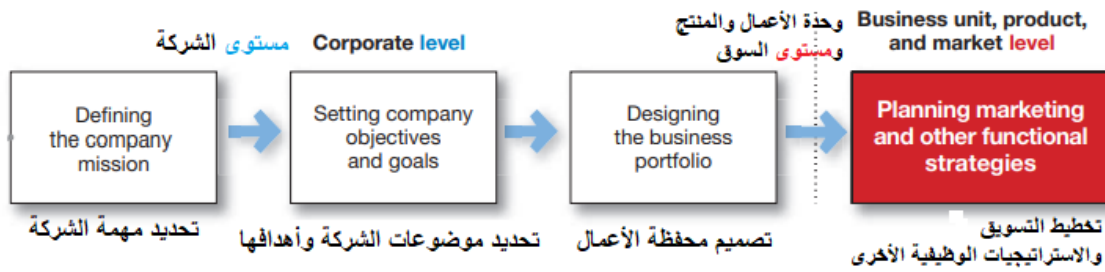 مستوى الشركة
Corporate level
وحدة الأعمال والمنتج
ومستوى السوق
Business unit, product,
and market level
Defining
the company
mission
Setting company
objectives
and goals
Designing
the business
portfolio
Planning marketing
and other functional
strategies
تحديد مهمة الشركة
تحديد موضوعات الشركة وأهدافها
تصميم محفظة الأعمال
تخطيط التسويق
والاستراتيجيات الوظيفية الأخرى